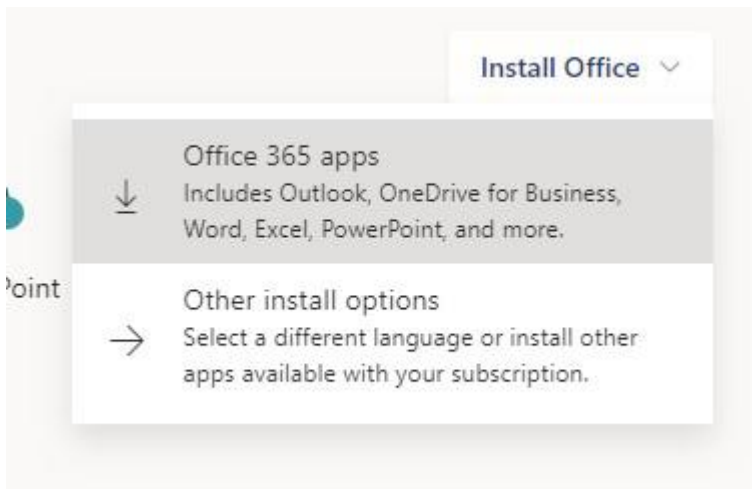 Install Office
Office 365 apps
Includes Outlook, OneDrive for Business,
Word, Excel, PowerPoint, and more.
Point
Other install options
Select a different language or install other
apps available with your subscription.